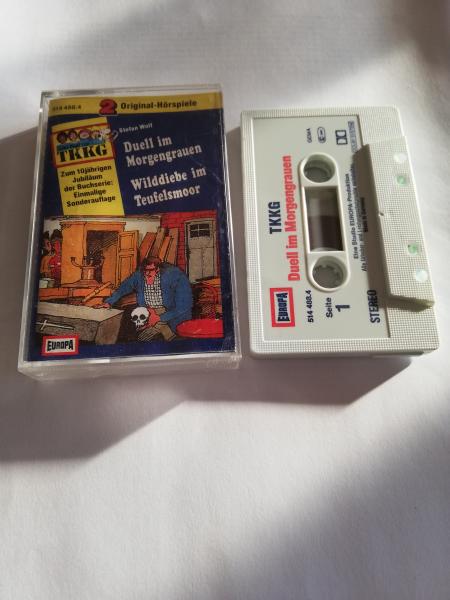 514 488.4
2 Original-Hörspiele
TKKG
Stefan Wolf
Zum 10jährigen
Jubiläum
der Buchserie:
Einmalige
Sonderauflage
Duell im
Morgengrauen
Wilddiebe im
Teufelsmoor
EUROPA
GEMA
TKKG
Duell im Morgengrauen
Eine Studio EUROPA-Produktion
EUROPA
514 488.4
Seite
1
STEREO